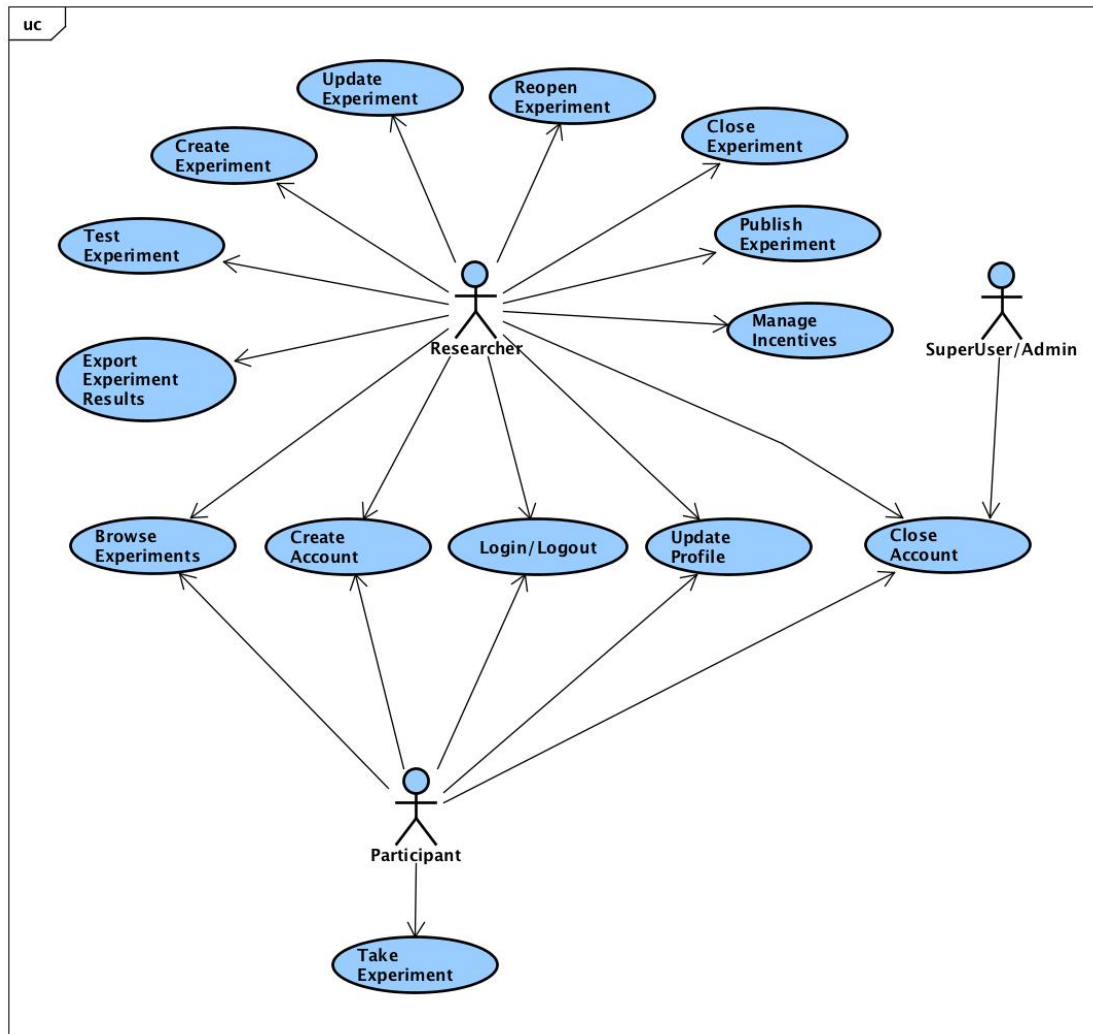 uc
Update
Experiment
Reopen
Experiment
Close
Experiment
Create
Experiment
Test
Experiment
Publish
Experiment
Researcher
Manage
Incentives
SuperUser/Admin
Export
Experiment
Results
Browse
Experiments
Create
Account
Login/Logout
Update
Profile
Close
Account
Participant
Take
Experiment